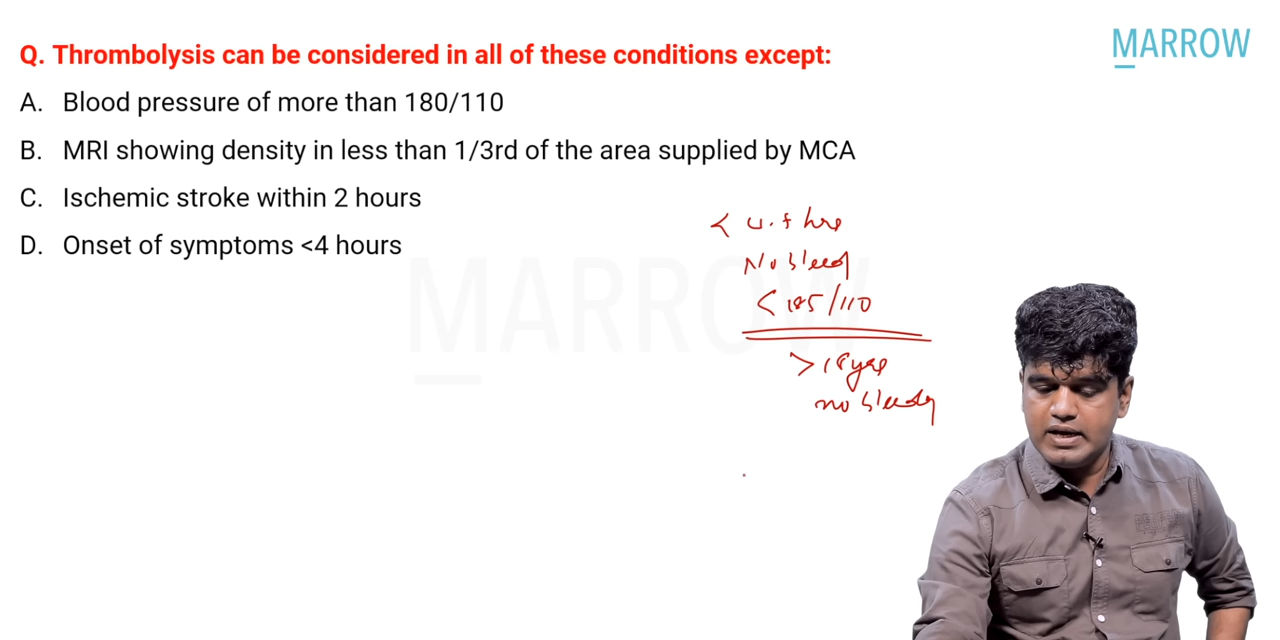 MARROW
Q. Thrombolysis can be considered in all of these conditions except:
A. Blood pressure of more than 180/110
B. MRI showing density in less than 1/3rd of the area supplied by MCA
C. Ischemic stroke within 2 hours
D. Onset of symptoms <4 hours
< 4.5 hrs
No bleed
< 185/110
> 18 yrs
no bleeding
MARROW